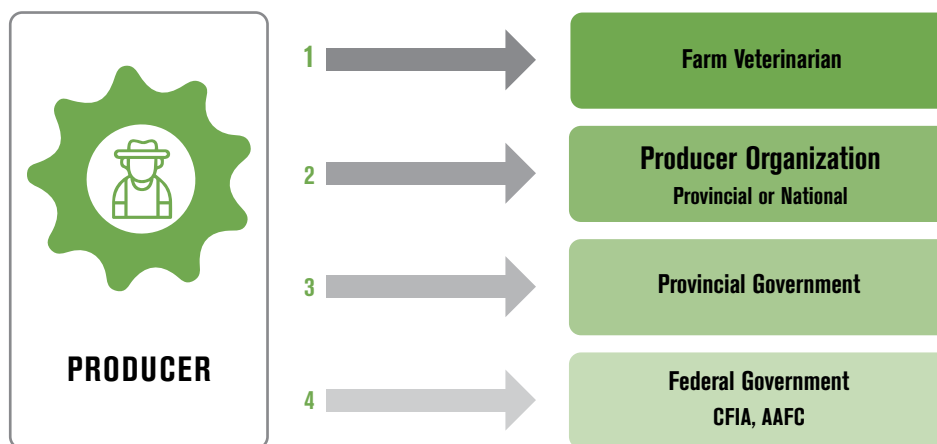 1
Farm Veterinarian
2
Producer Organization
Provincial or National
3
Provincial Government
PRODUCER
4
Federal Government
CFIA, AAFC